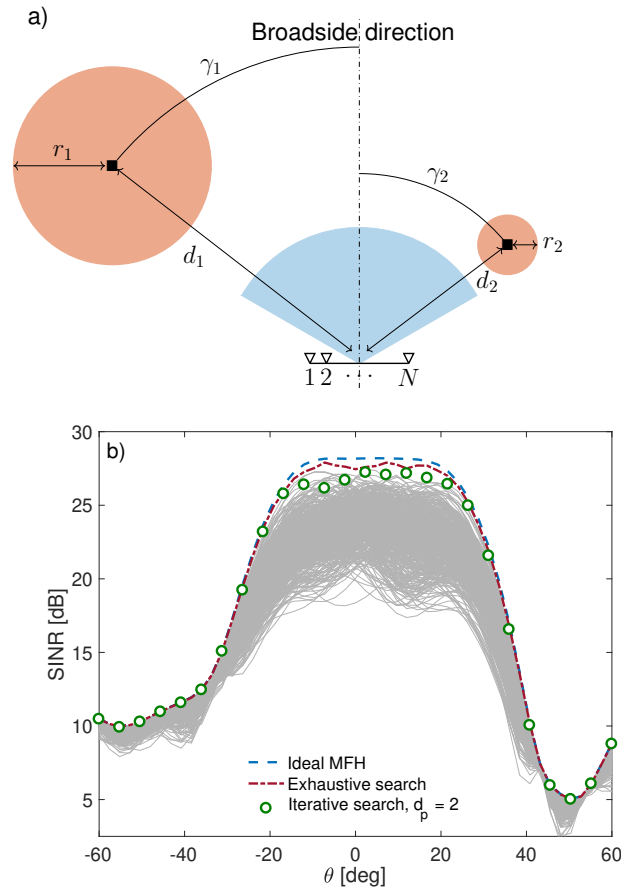 a)
Broadside direction
γ1
r1
γ2
d1
r2
d2
1 2 ··· N
b)
30
25
20
15
10
5
SINR [dB]
Ideal MFH
Exhaustive search
Iterative search, dp = 2
-60 -40 -20 0 20 40 60
θ [deg]